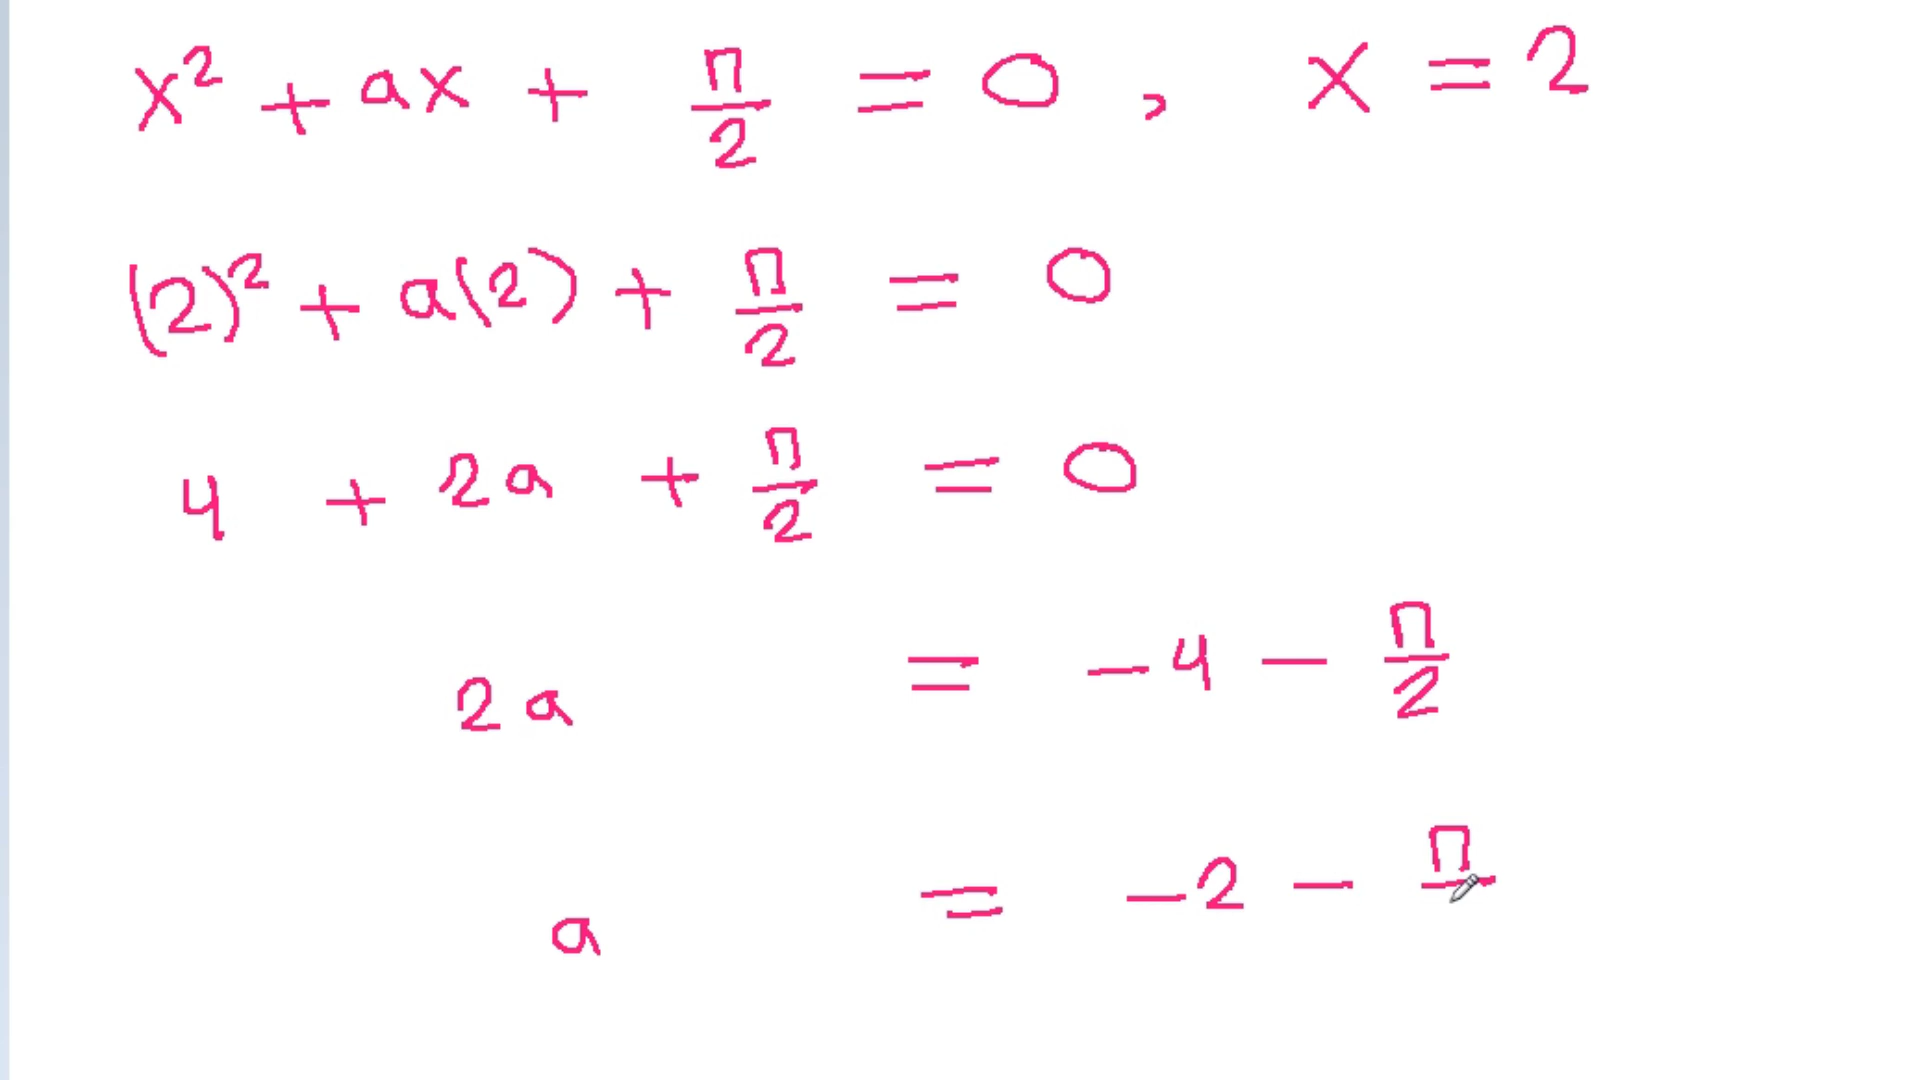 x² + ax + π/2 = 0 , x = 2
(2)² + a(2) + π/2 = 0
4 + 2a + π/2 = 0
2a = -4 - π/2
a = -2 - π/